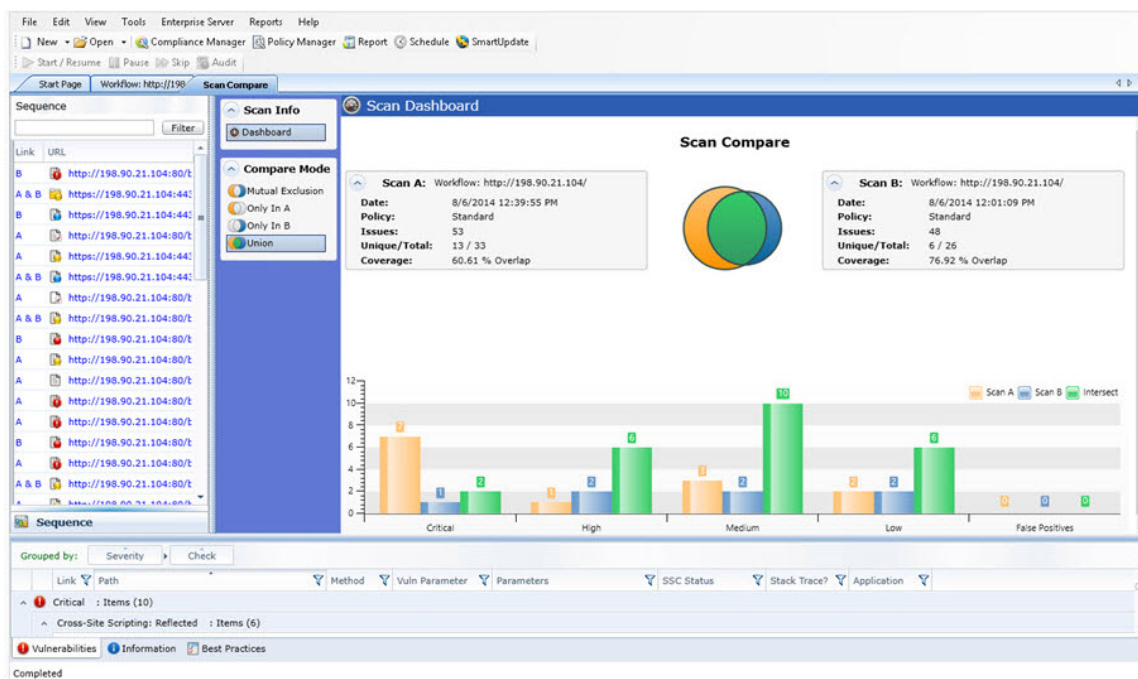 File Edit View Tools Enterprise Server Reports Help
New Open Compliance Manager Policy Manager Report Schedule SmartUpdate
Start / Resume Pause Skip Audit
Start Page Workflow: http://198 Scan Compare
Sequence
Filter
Link URL
B http://198.90.21.104:80/b
A & B https://198.90.21.104:443
B https://198.90.21.104:443
A https://198.90.21.104:443
A https://198.90.21.104:443
A & B https://198.90.21.104:443
A http://198.90.21.104:80/b
A & B http://198.90.21.104:80/b
B http://198.90.21.104:80/b
A http://198.90.21.104:80/b
A http://198.90.21.104:80/b
A http://198.90.21.104:80/b
A http://198.90.21.104:80/b
B http://198.90.21.104:80/b
A http://198.90.21.104:80/b
A & B http://198.90.21.104:80/b
Sequence
Scan Info
Dashboard
Compare Mode
Mutual Exclusion
Only In A
Only In B
Union
Scan Dashboard
Scan Compare
Scan A: Workflow: http://198.90.21.104/
Date: 8/6/2014 12:39:55 PM
Policy: Standard
Issues: 53
Unique/Total: 13 / 33
Coverage: 60.61 % Overlap
Scan B: Workflow: http://198.90.21.104/
Date: 8/6/2014 12:01:09 PM
Policy: Standard
Issues: 48
Unique/Total: 6 / 26
Coverage: 76.92 % Overlap
Scan A Scan B Intersect
12
10
8
6
4
2
0
7 1 2
1 2 6
3 2 10
2 2 6
0 0 0
Critical High Medium Low False Positives
Grouped by: Severity Check
Link Path Method Vuln Parameter Parameters SSC Status Stack Trace? Application
Critical : Items (10)
Cross-Site Scripting: Reflected : Items (6)
Vulnerabilities Information Best Practices
Completed